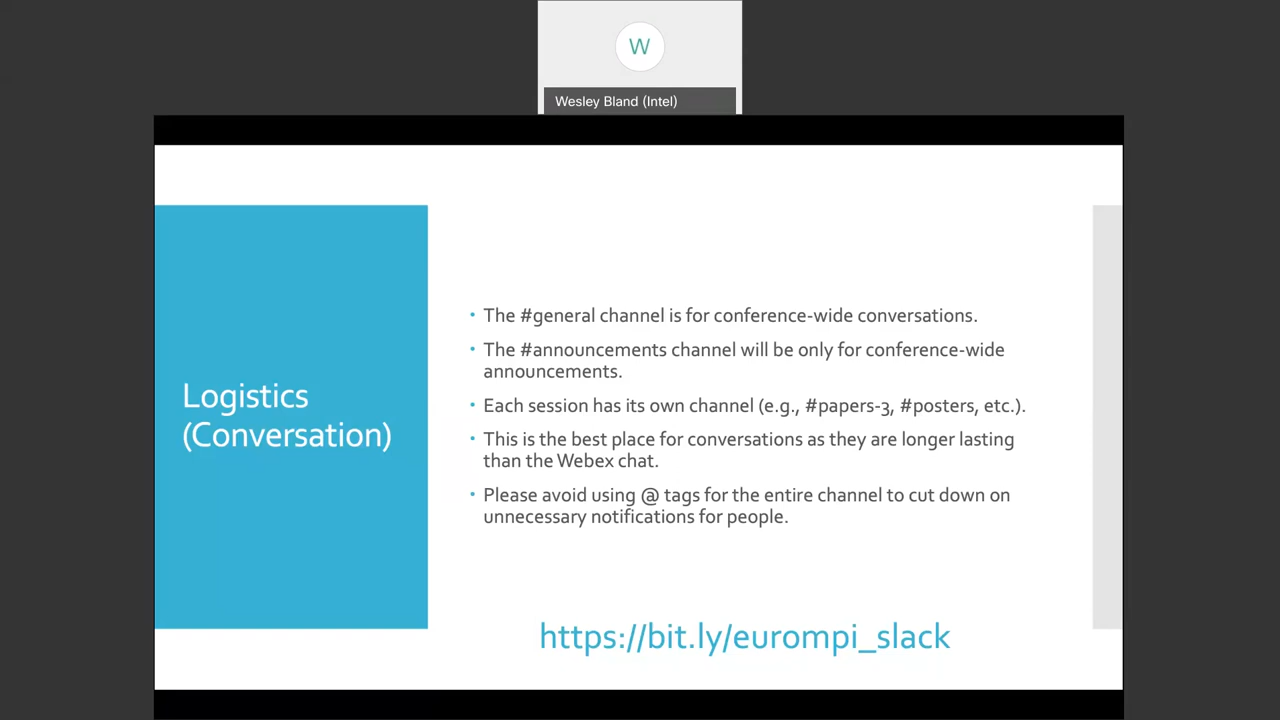 W
Wesley Bland (Intel)
Logistics
(Conversation)
• The #general channel is for conference-wide conversations.
• The #announcements channel will be only for conference-wide
announcements.
• Each session has its own channel (e.g., #papers-3, #posters, etc.).
• This is the best place for conversations as they are longer lasting
than the Webex chat.
• Please avoid using @ tags for the entire channel to cut down on
unnecessary notifications for people.
https://bit.ly/eurompi_slack